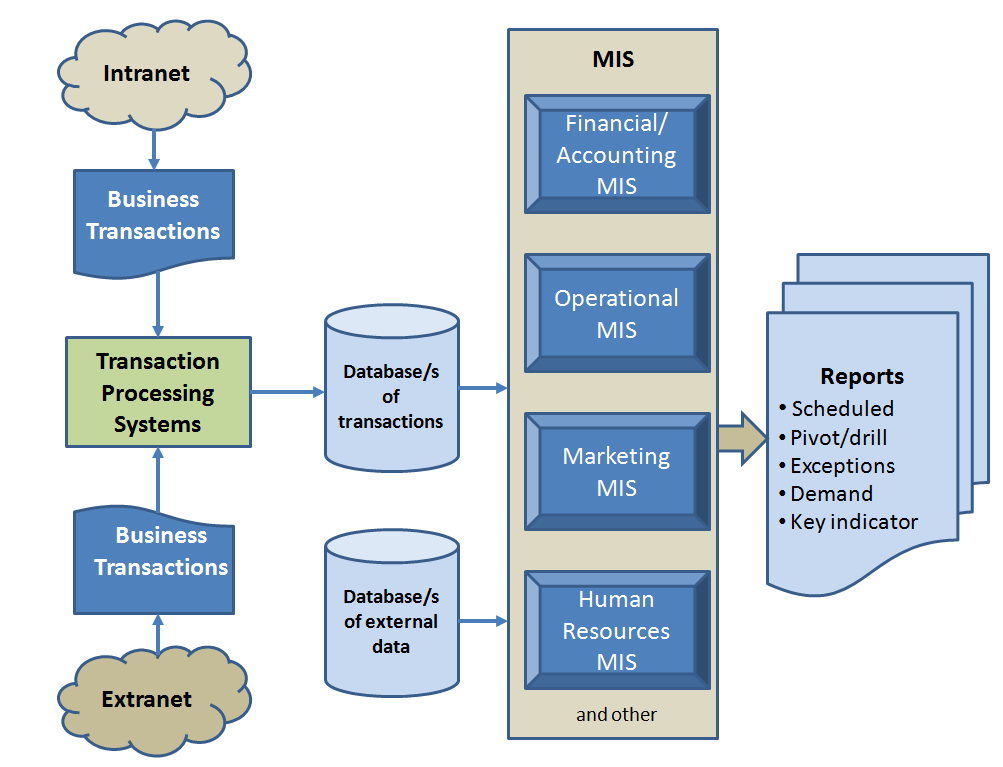 Intranet
Business
Transactions
Transaction
Processing
Systems
Business
Transactions
Extranet
Database/s
of
transactions
Database/s
of external
data
MIS
Financial/
Accounting
MIS
Operational
MIS
Marketing
MIS
Human
Resources
MIS
and other
Reports
• Scheduled
• Pivot/drill
• Exceptions
• Demand
• Key indicator